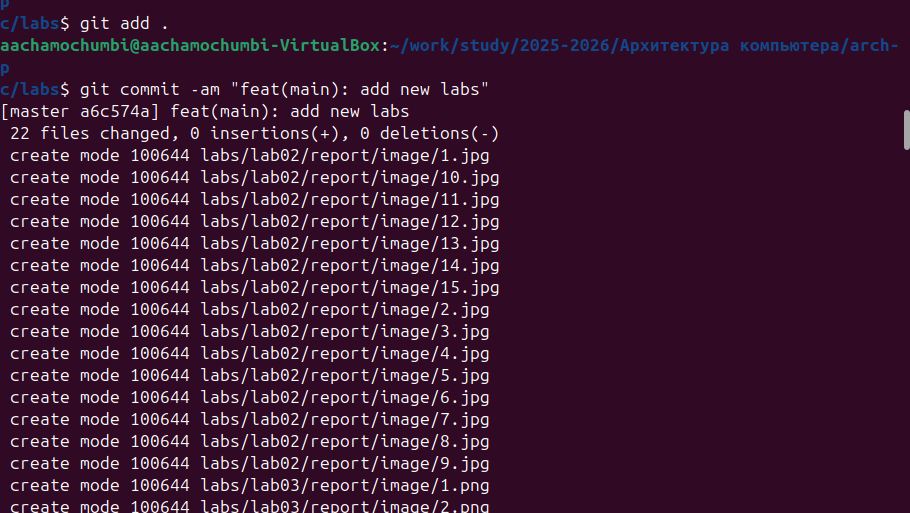 p
c/labs$ git add .
aachamochumbi@aachamochumbi-VirtualBox:~/work/study/2025-2026/Архитектура компьютера/arch-
p
c/labs$ git commit -am "feat(main): add new labs"
[master a6c574a] feat(main): add new labs
 22 files changed, 0 insertions(+), 0 deletions(-)
 create mode 100644 labs/lab02/report/image/1.jpg
 create mode 100644 labs/lab02/report/image/10.jpg
 create mode 100644 labs/lab02/report/image/11.jpg
 create mode 100644 labs/lab02/report/image/12.jpg
 create mode 100644 labs/lab02/report/image/13.jpg
 create mode 100644 labs/lab02/report/image/14.jpg
 create mode 100644 labs/lab02/report/image/15.jpg
 create mode 100644 labs/lab02/report/image/2.jpg
 create mode 100644 labs/lab02/report/image/3.jpg
 create mode 100644 labs/lab02/report/image/4.jpg
 create mode 100644 labs/lab02/report/image/5.jpg
 create mode 100644 labs/lab02/report/image/6.jpg
 create mode 100644 labs/lab02/report/image/7.jpg
 create mode 100644 labs/lab02/report/image/8.jpg
 create mode 100644 labs/lab02/report/image/9.jpg
 create mode 100644 labs/lab03/report/image/1.png
 create mode 100644 labs/lab03/report/image/2.png